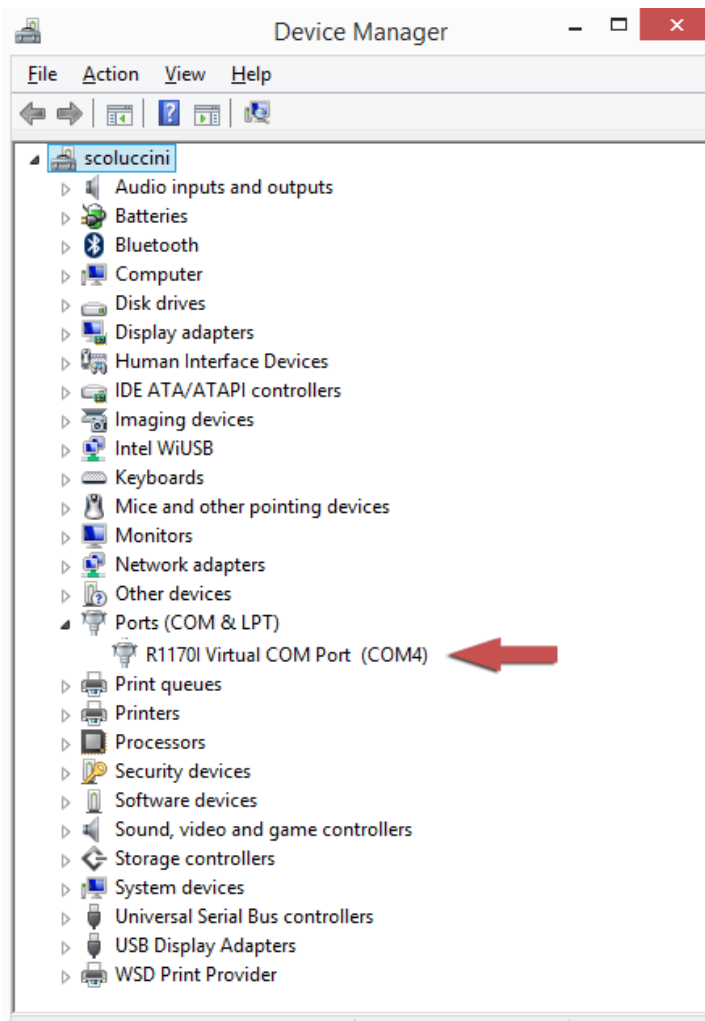 Device Manager
File Action View Help
scoluccini
Audio inputs and outputs
Batteries
Bluetooth
Computer
Disk drives
Display adapters
Human Interface Devices
IDE ATA/ATAPI controllers
Imaging devices
Intel WiUSB
Keyboards
Mice and other pointing devices
Monitors
Network adapters
Other devices
Ports (COM & LPT)
R1170I Virtual COM Port (COM4)
Print queues
Printers
Processors
Security devices
Software devices
Sound, video and game controllers
Storage controllers
System devices
Universal Serial Bus controllers
USB Display Adapters
WSD Print Provider